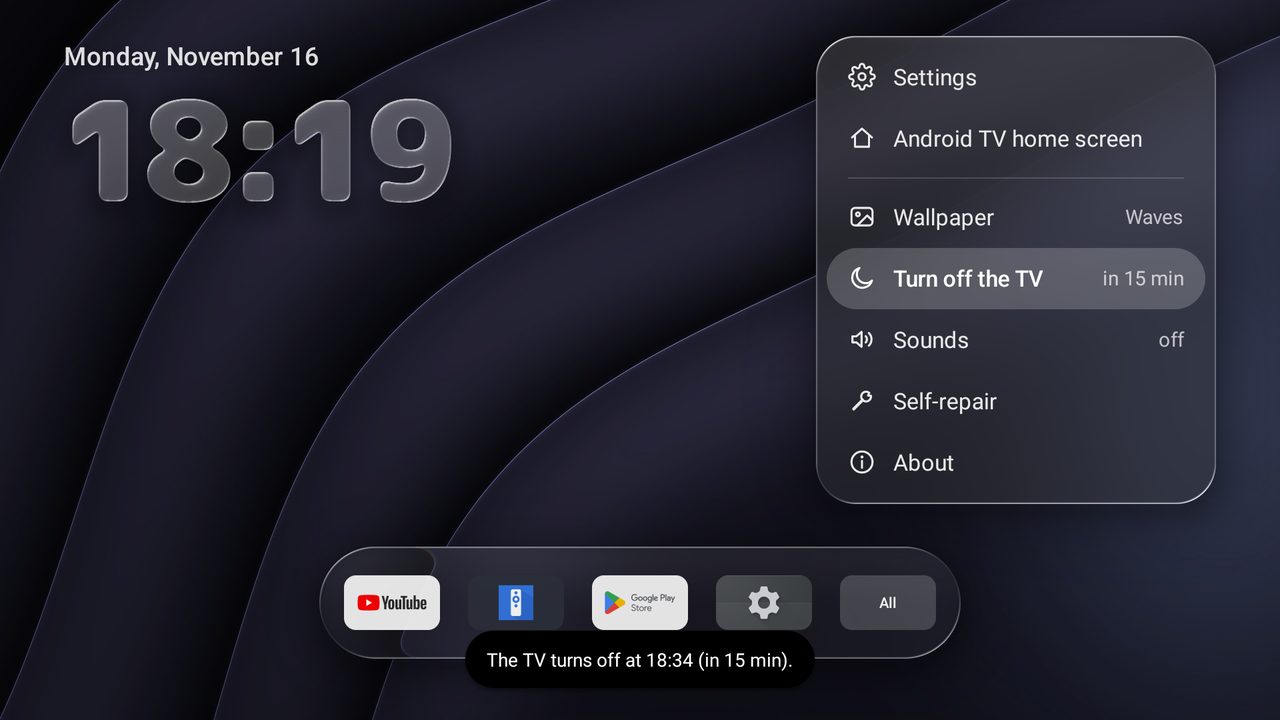 Monday, November 16
18:19
Settings
Android TV home screen
Wallpaper Waves
Turn off the TV in 15 min
Sounds off
Self-repair
About
YouTube
Google Play
Store
All
The TV turns off at 18:34 (in 15 min).